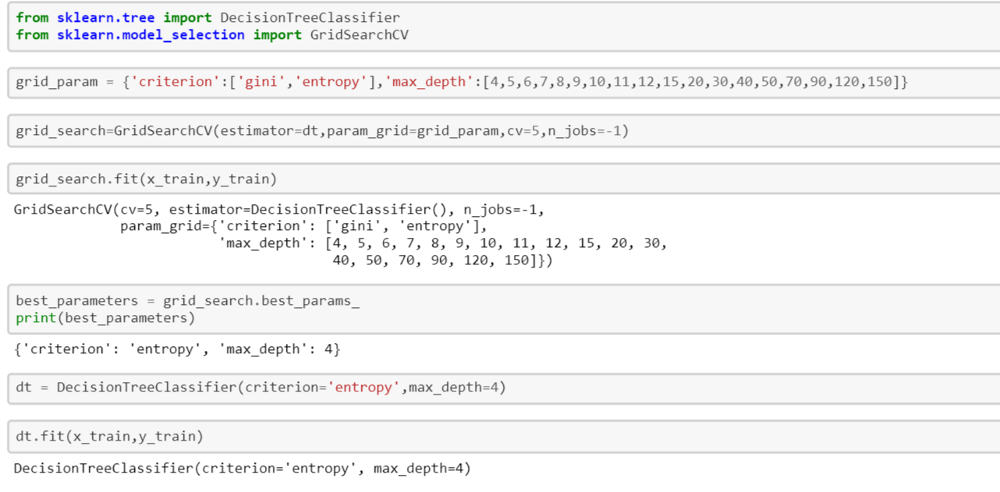 from sklearn.tree import DecisionTreeClassifier
from sklearn.model_selection import GridSearchCV
grid_param = {'criterion':['gini','entropy'],'max_depth':[4,5,6,7,8,9,10,11,12,15,20,30,40,50,70,90,120,150]}
grid_search=GridSearchCV(estimator=dt,param_grid=grid_param,cv=5,n_jobs=-1)
grid_search.fit(x_train,y_train)
GridSearchCV(cv=5, estimator=DecisionTreeClassifier(), n_jobs=-1,
             param_grid={'criterion': ['gini', 'entropy'],
                         'max_depth': [4, 5, 6, 7, 8, 9, 10, 11, 12, 15, 20, 30,
                                       40, 50, 70, 90, 120, 150]})
best_parameters = grid_search.best_params_
print(best_parameters)
{'criterion': 'entropy', 'max_depth': 4}
dt = DecisionTreeClassifier(criterion='entropy',max_depth=4)
dt.fit(x_train,y_train)
DecisionTreeClassifier(criterion='entropy', max_depth=4)